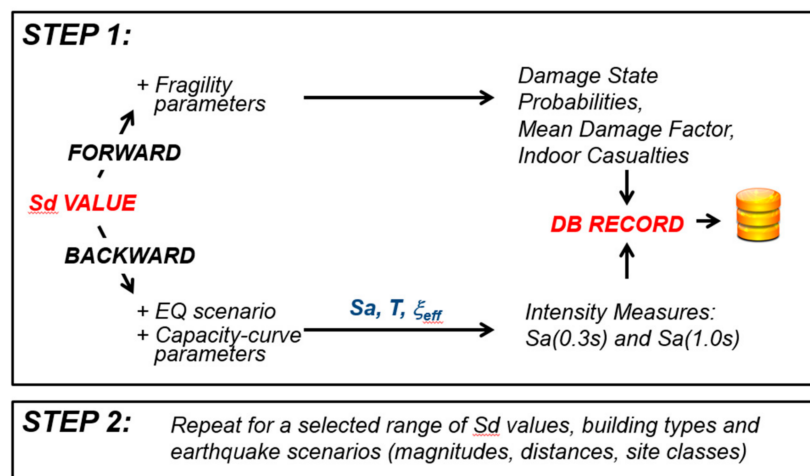 STEP 1:
+ Fragility
parameters
Damage State
Probabilities,
Mean Damage Factor,
Indoor Casualties
FORWARD
Sd VALUE
DB RECORD
BACKWARD
+ EQ scenario
+ Capacity-curve
parameters
Sa, T, ξeff
Intensity Measures:
Sa(0.3s) and Sa(1.0s)
STEP 2:
Repeat for a selected range of Sd values, building types and
earthquake scenarios (magnitudes, distances, site classes)